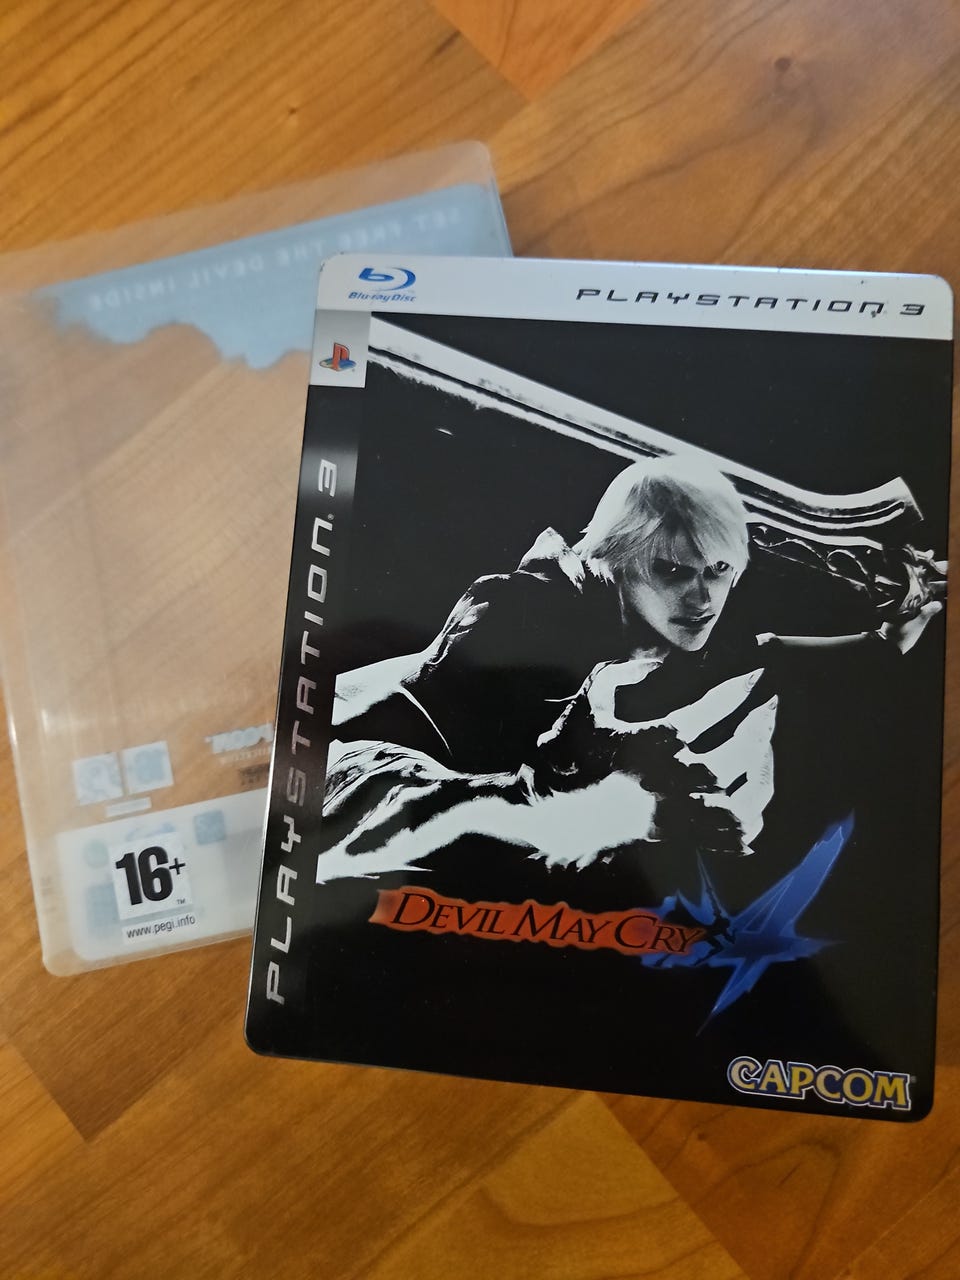 SET FREE THE DEVIL INSIDE
Blu-ray Disc
PLAYSTATION 3
PLAYSTATION®3
DEVIL MAY CRY 4
CAPCOM®
16+™
www.pegi.info